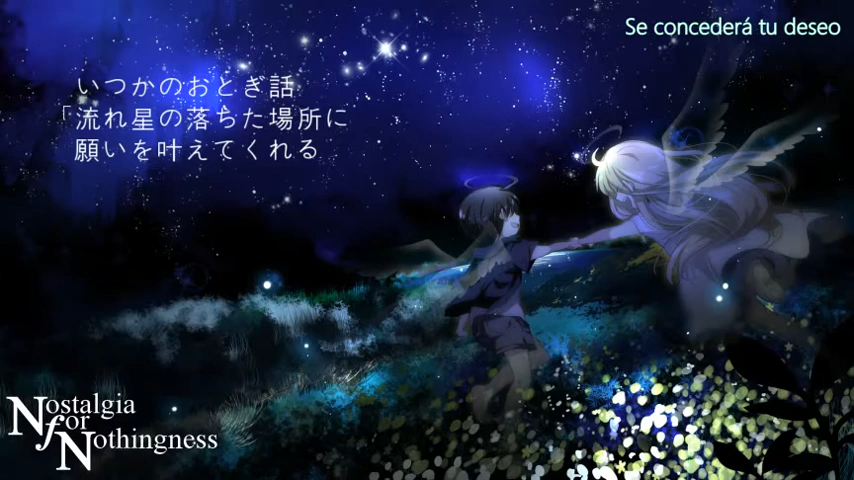 Se concederá tu deseo
いつかのおとぎ話
「流れ星の落ちた場所に
願いを叶えてくれる
Nostalgia
for
Nothingness